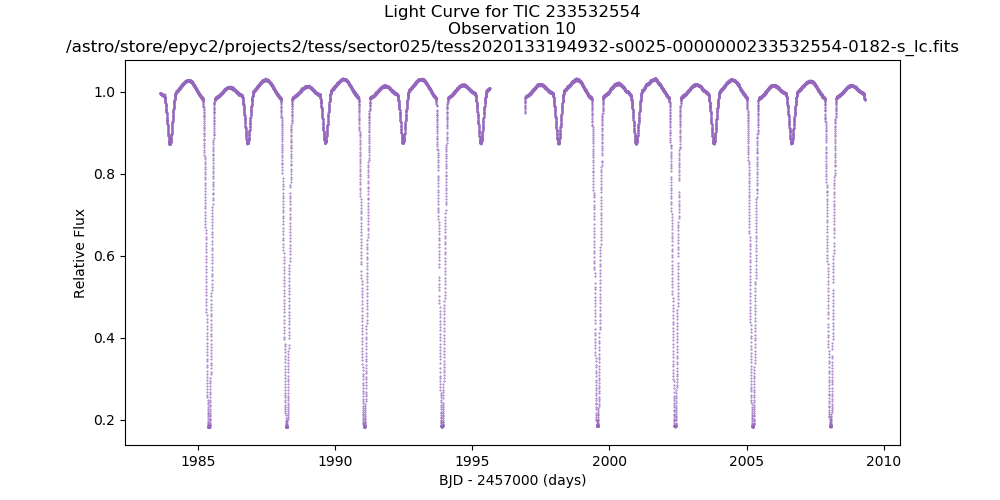 Light Curve for TIC 233532554
Observation 10
/astro/store/epyc2/projects2/tess/sector025/tess2020133194932-s0025-0000000233532554-0182-s_lc.fits
1.0
0.8
0.6
0.4
0.2
Relative Flux
1985 1990 1995 2000 2005 2010
BJD - 2457000 (days)